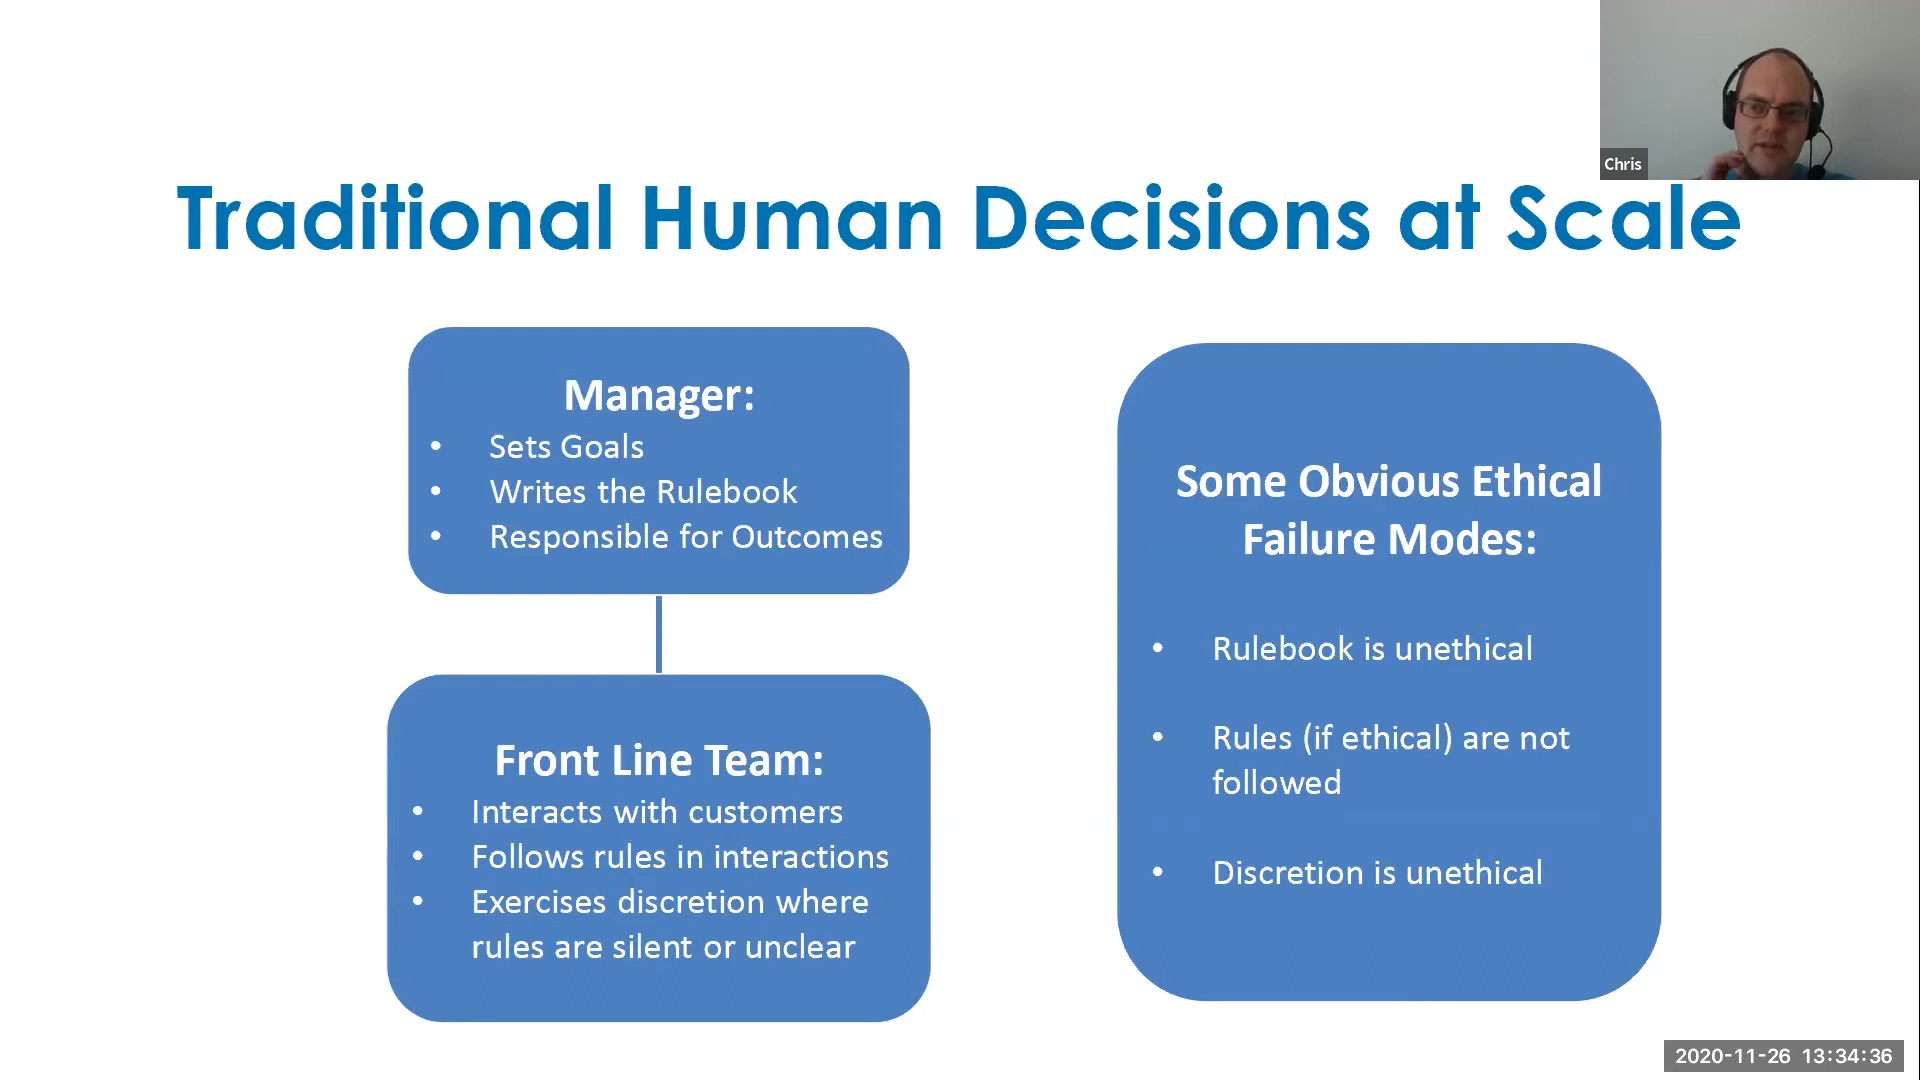 Chris
Traditional Human Decisions at Scale
Manager:
• Sets Goals
• Writes the Rulebook
• Responsible for Outcomes
Front Line Team:
• Interacts with customers
• Follows rules in interactions
• Exercises discretion where
rules are silent or unclear
Some Obvious Ethical
Failure Modes:
• Rulebook is unethical
• Rules (if ethical) are not
followed
• Discretion is unethical
2020-11-26 13:34:36